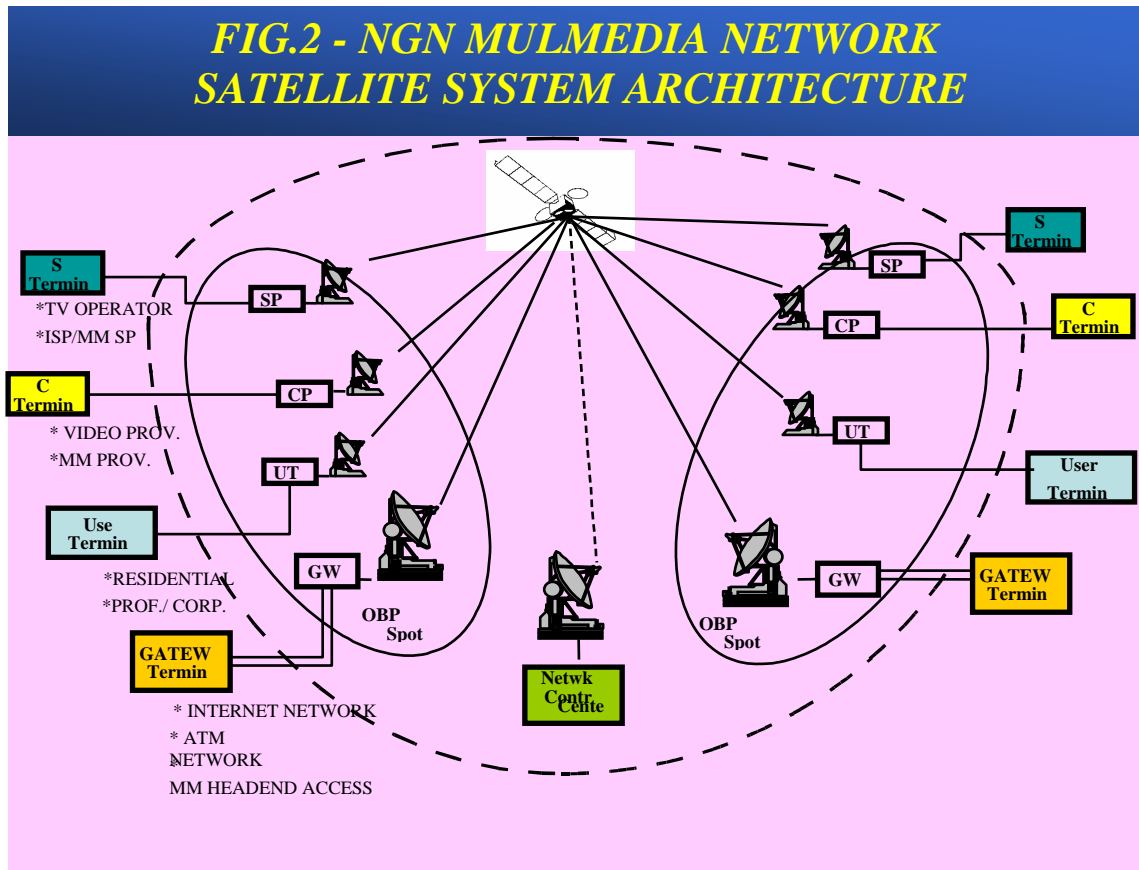 FIG.2 - NGN MULMEDIA NETWORK
SATELLITE SYSTEM ARCHITECTURE
S
Termin
*TV OPERATOR
*ISP/MM SP
SP
C
Termin
* VIDEO PROV.
*MM PROV.
CP
UT
Use
Termin
*RESIDENTIAL
*PROF./ CORP.
GW
OBP
Spot
GATEW
Termin
* INTERNET NETWORK
* ATM
NETWORK
*
MM HEADEND ACCESS
Netwk
Contr
Cente
S
Termin
SP
C
Termin
CP
UT
User
Termin
GW
GATEW
Termin
OBP
Spot